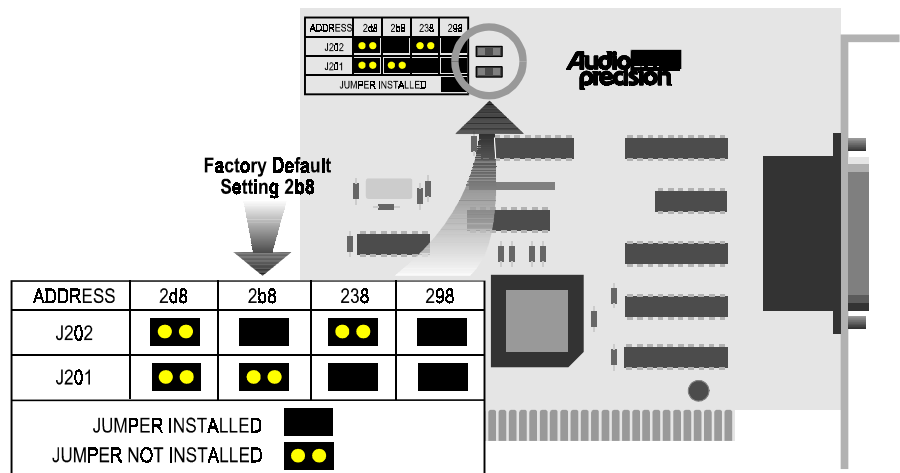 ADDRESS 2d8 2b8 238 298
J202
J201
JUMPER INSTALLED
Audio
precision
Factory Default
Setting 2b8
ADDRESS 2d8 2b8 238 298
J202
J201
JUMPER INSTALLED
JUMPER NOT INSTALLED